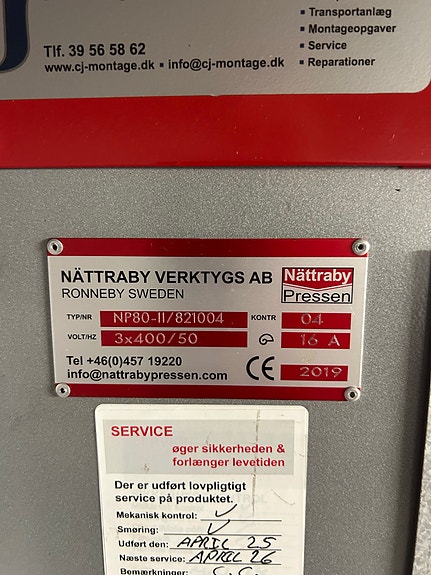 ▪ Transportanlæg
▪ Montageopgaver
▪ Service
▪ Reparationer
Tlf. 39 56 58 62
www.cj-montage.dk ▪ info@cj-montage.dk
NÄTTRABY VERKTYGS AB
RONNEBY SWEDEN
Nättraby
Pressen
TYP/NR NP80-II/821004 KONTR 04
VOLT/HZ 3x400/50 16 A
Tel +46(0)457 19220
info@nattrabypressen.com
CE 2019
SERVICE
øger sikkerheden &
forlænger levetiden
Der er udført lovpligtigt
service på produktet.
Mekanisk kontrol: ✓
Smøring: ✓
Udført den: APRIL 25
Næste service: APRIL 26
Bemærkninger: